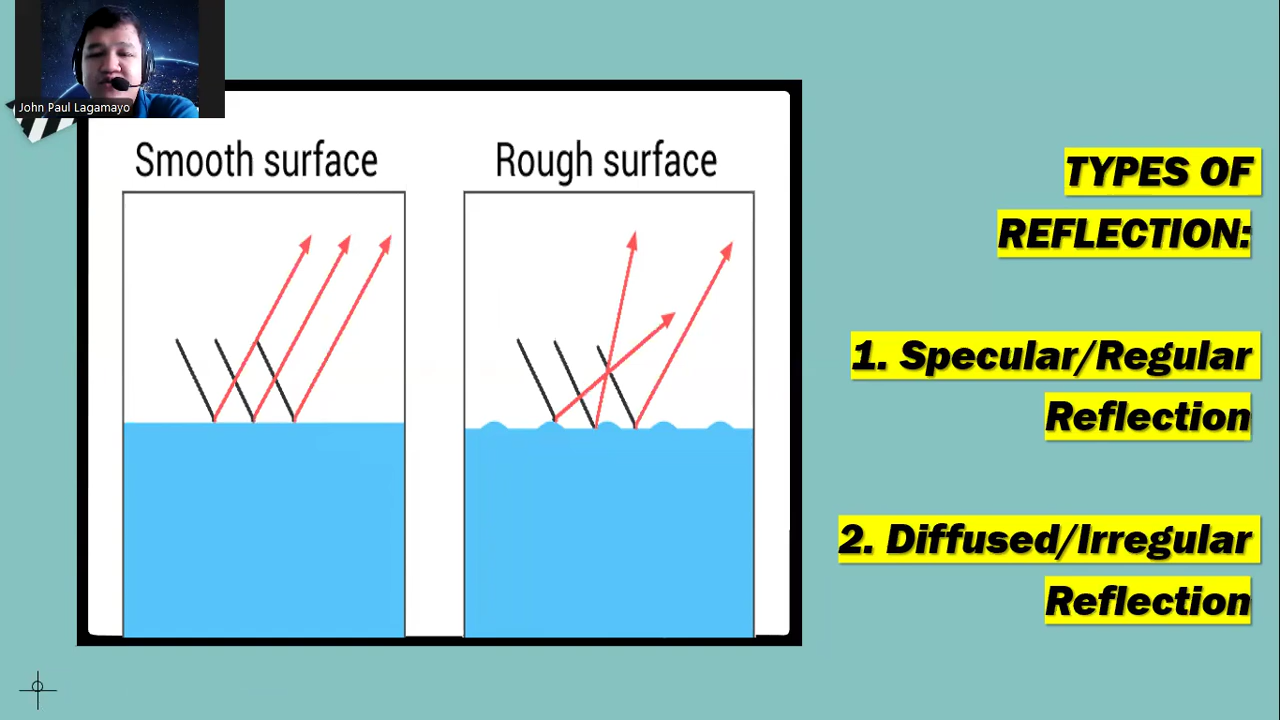 John Paul Lagamayo
Smooth surface
Rough surface
TYPES OF
REFLECTION:
1. Specular/Regular
Reflection
2. Diffused/Irregular
Reflection